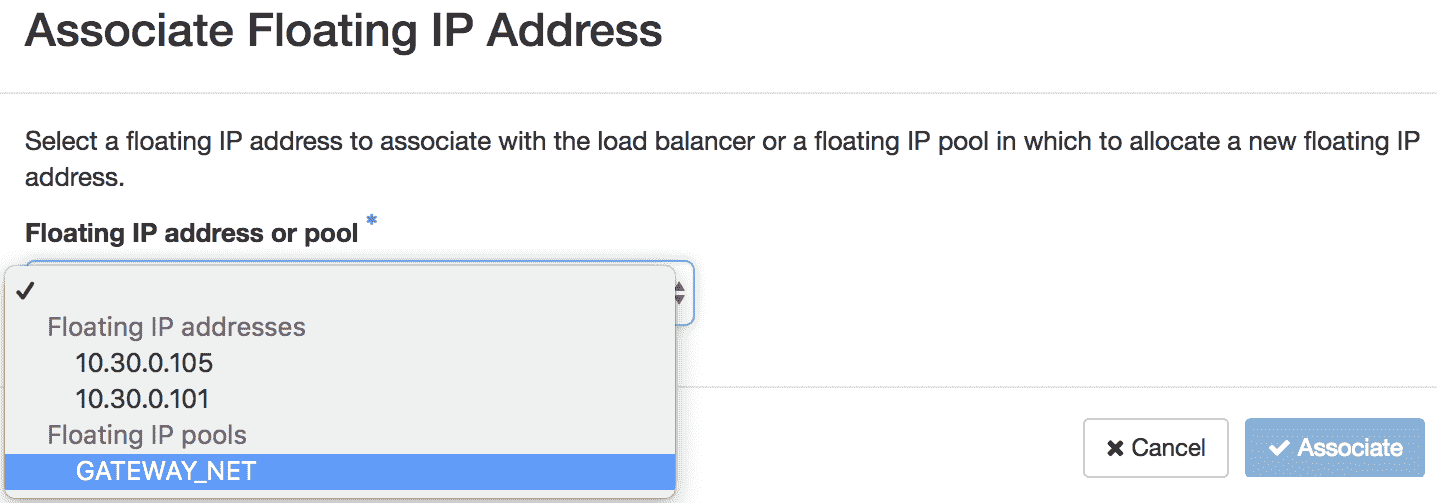 Associate Floating IP Address
Select a floating IP address to associate with the load balancer or a floating IP pool in which to allocate a new floating IP
address.
Floating IP address or pool *
Floating IP addresses
10.30.0.105
10.30.0.101
Floating IP pools
GATEWAY_NET
Cancel
Associate